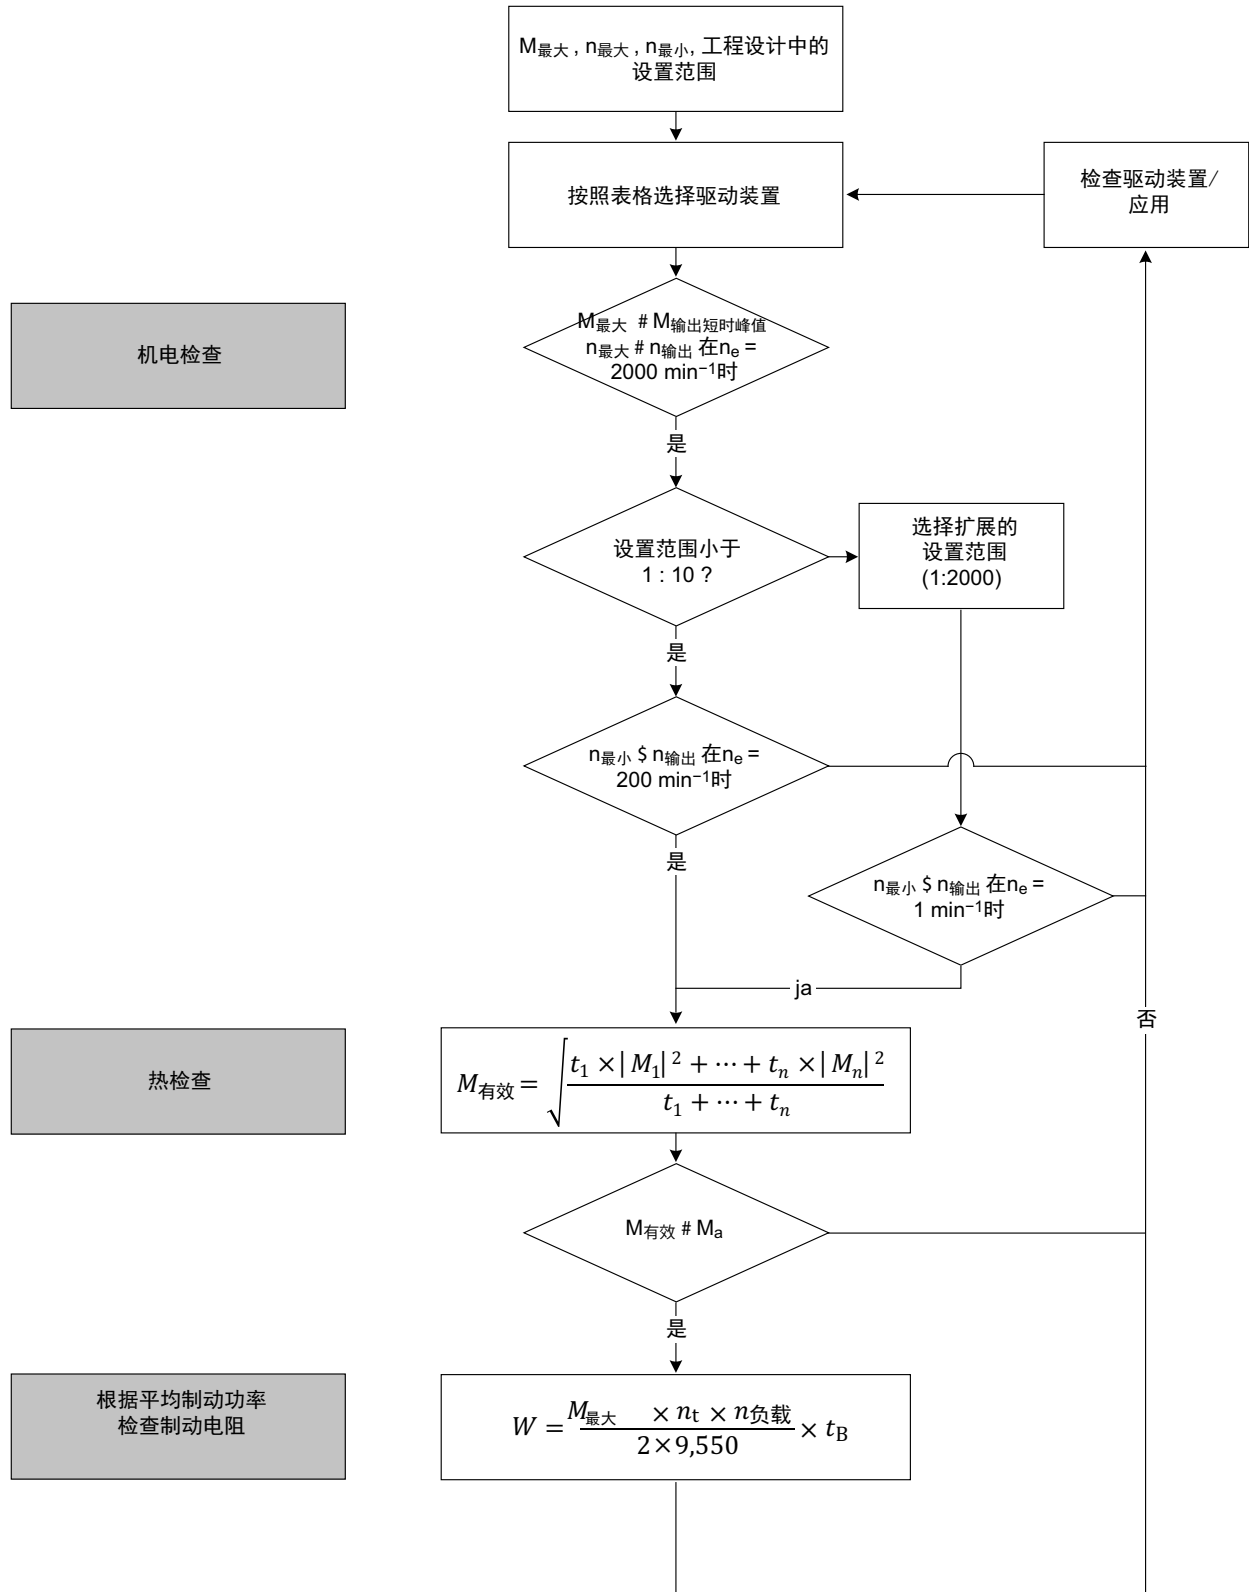 M最大 , n最大 , n最小, 工程设计中的
设置范围
按照表格选择驱动装置
检查驱动装置/
应用
机电检查
M最大 # M输出短时峰值
n最大 # n输出 在ne =
2000 min⁻¹时
是
设置范围小于
1 : 10 ?
选择扩展的
设置范围
(1:2000)
是
n最小 $ n输出 在ne =
200 min⁻¹时
是
n最小 $ n输出 在ne =
1 min⁻¹时
ja
否
热检查
M有效 = √((t₁ × |M₁|² + ⋯ + tₙ × |Mₙ|²) / (t₁ + ⋯ + tₙ))
M有效 # Ma
是
根据平均制动功率
检查制动电阻
W = (M最大 × nt × n负载) / (2 × 9,550) × tB